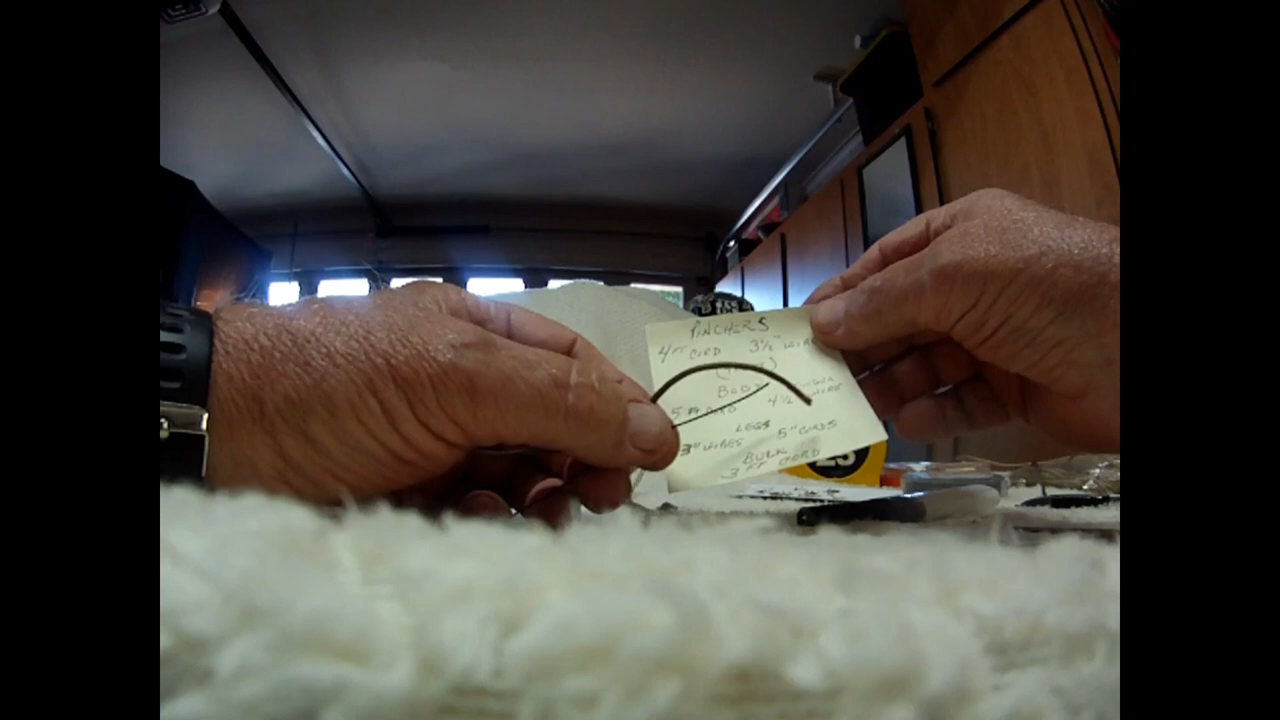 PINCHERS
4 FT CORD 3½" WIRE
BODY
5 FT CORD 4½ WIRE
LEGS
3" WIRES 5" CORDS
BULK
3 FT CORD
25